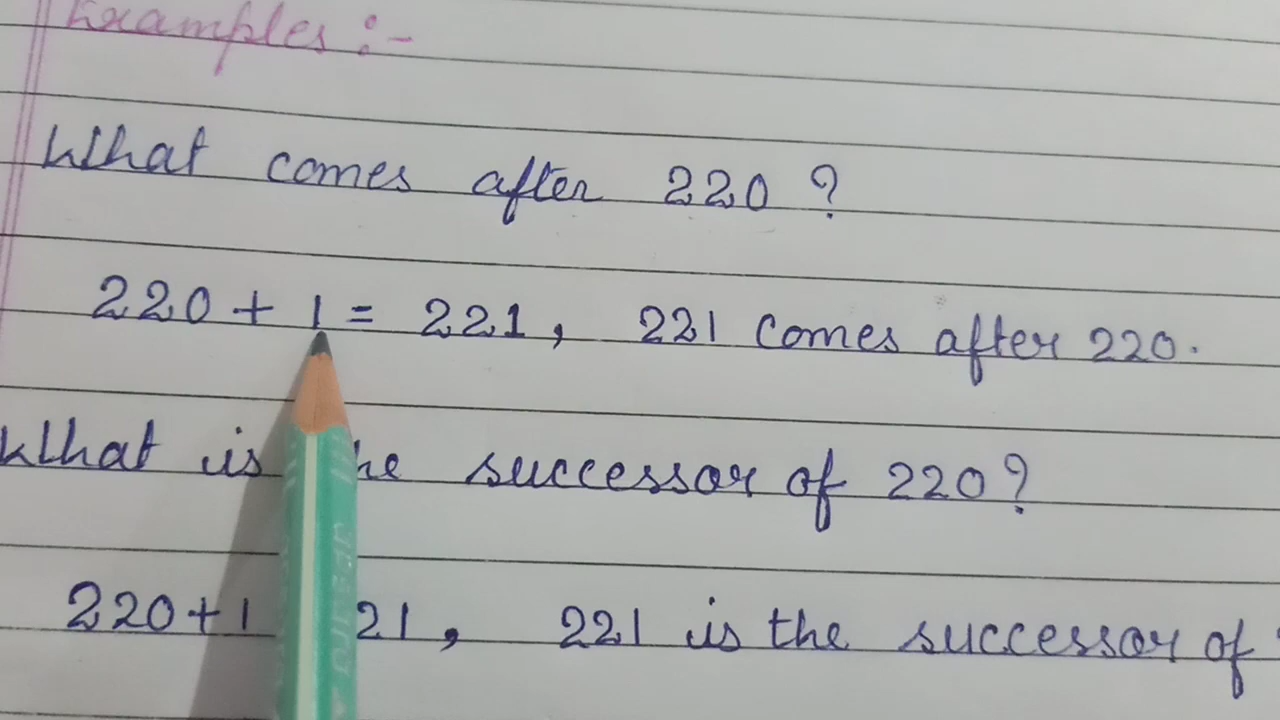 Examples :-
What comes after 220 ?
220 + 1 = 221, 221 comes after 220.
What is the successor of 220?
220+1 21, 221 is the successor of